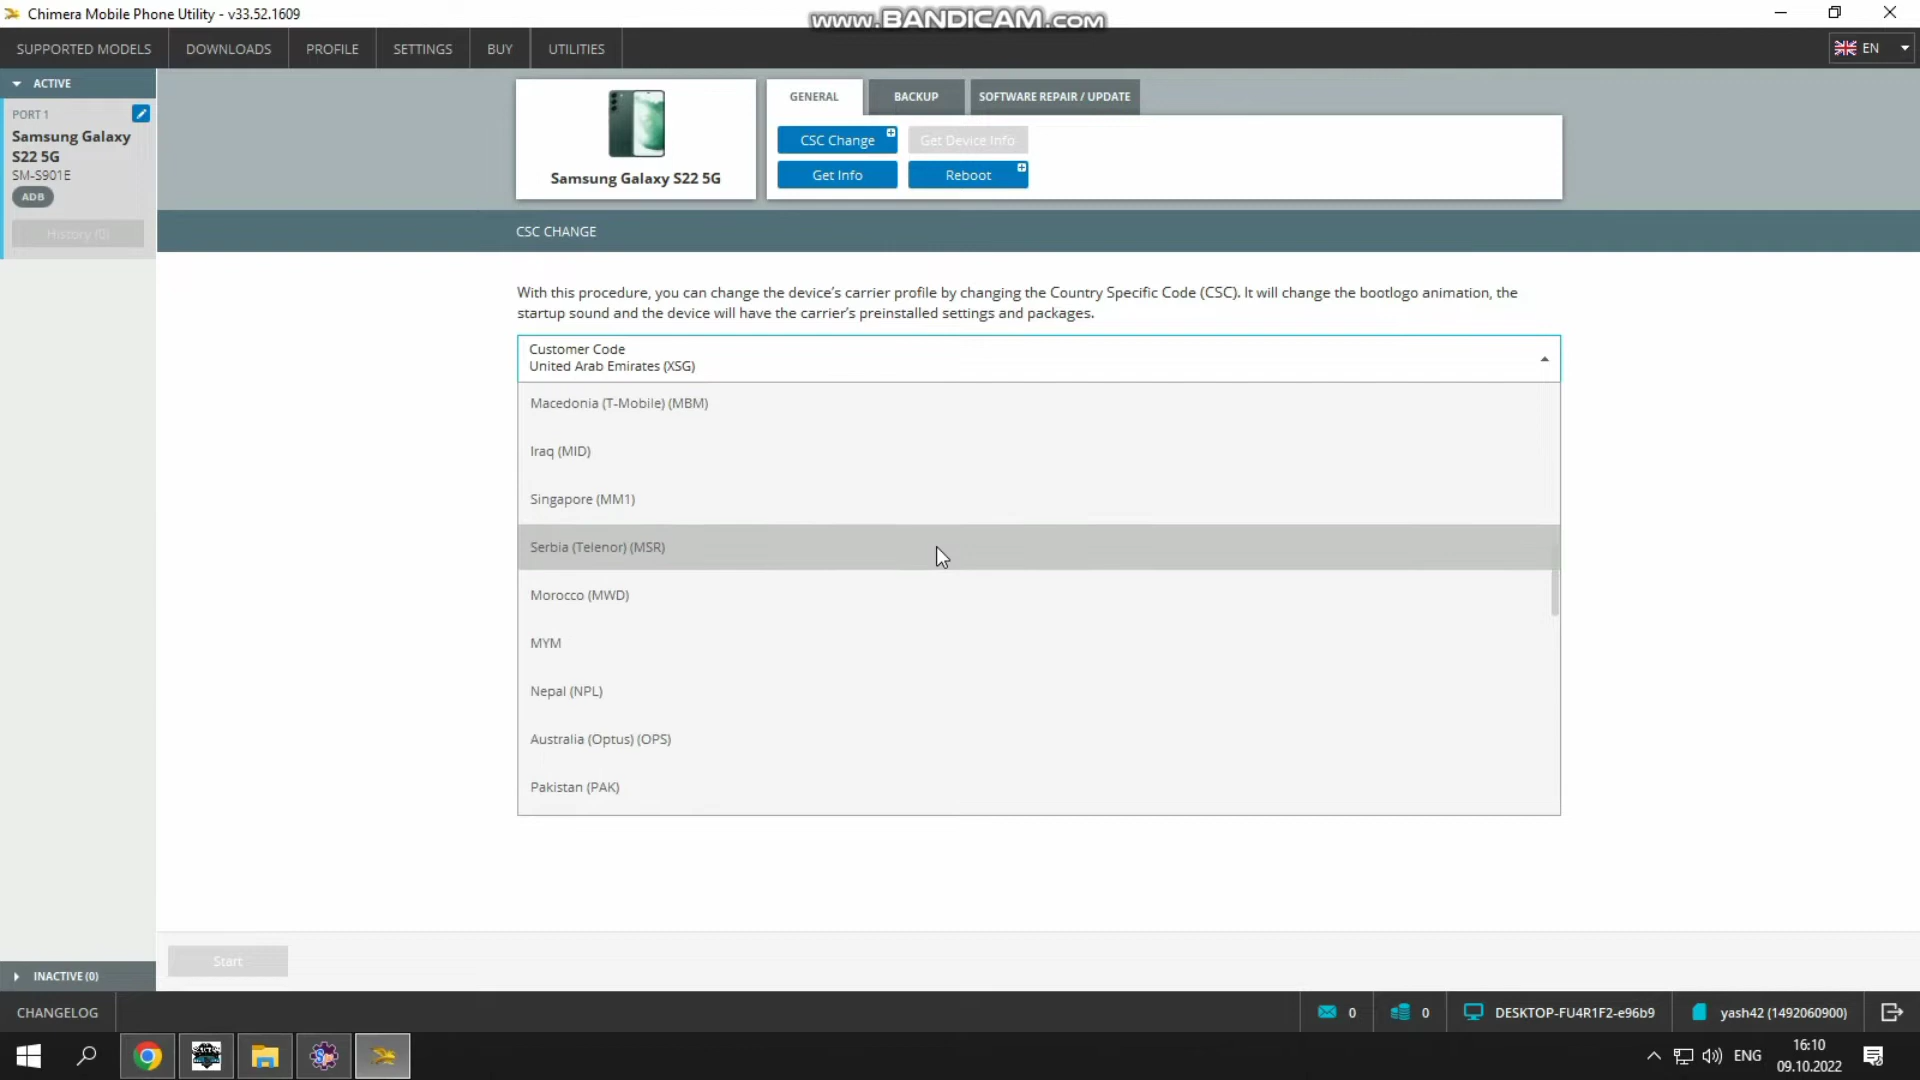 Chimera Mobile Phone Utility - v33.52.1609
www.BANDICAM.com
SUPPORTED MODELS
DOWNLOADS
PROFILE
SETTINGS
BUY
UTILITIES
EN
ACTIVE
PORT 1
Samsung Galaxy
S22 5G
SM-S901E
ADB
History (0)
Samsung Galaxy S22 5G
GENERAL
BACKUP
SOFTWARE REPAIR / UPDATE
CSC Change
Get Device Info
Get Info
Reboot
CSC CHANGE
With this procedure, you can change the device's carrier profile by changing the Country Specific Code (CSC). It will change the bootlogo animation, the
startup sound and the device will have the carrier's preinstalled settings and packages.
Customer Code
United Arab Emirates (XSG)
Macedonia (T-Mobile) (MBM)
Iraq (MID)
Singapore (MM1)
Serbia (Telenor) (MSR)
Morocco (MWD)
MYM
Nepal (NPL)
Australia (Optus) (OPS)
Pakistan (PAK)
Start
INACTIVE (0)
CHANGELOG
0
0
DESKTOP-FU4R1F2-e96b9
yash42 (1492060900)
ENG
16:10
09.10.2022